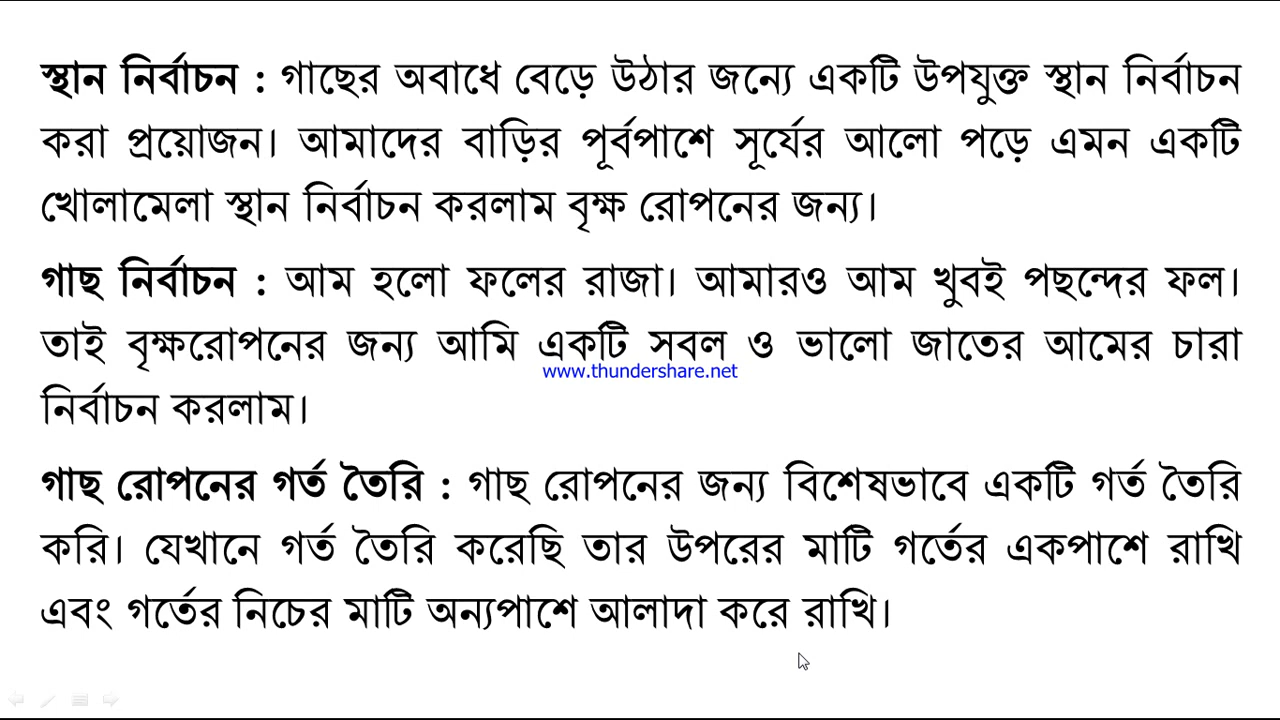 স্থান নির্বাচন : গাছের অবাধে বেড়ে উঠার জন্যে একটি উপযুক্ত স্থান নির্বাচন
করা প্রয়োজন। আমাদের বাড়ির পূর্বপাশে সূর্যের আলো পড়ে এমন একটি
খোলামেলা স্থান নির্বাচন করলাম বৃক্ষ রোপনের জন্য।
গাছ নির্বাচন : আম হলো ফলের রাজা। আমারও আম খুবই পছন্দের ফল।
তাই বৃক্ষরোপনের জন্য আমি একটি সবল ও ভালো জাতের আমের চারা
www.thundershare.net
নির্বাচন করলাম।
গাছ রোপনের গর্ত তৈরি : গাছ রোপনের জন্য বিশেষভাবে একটি গর্ত তৈরি
করি। যেখানে গর্ত তৈরি করেছি তার উপরের মাটি গর্তের একপাশে রাখি
এবং গর্তের নিচের মাটি অন্যপাশে আলাদা করে রাখি।